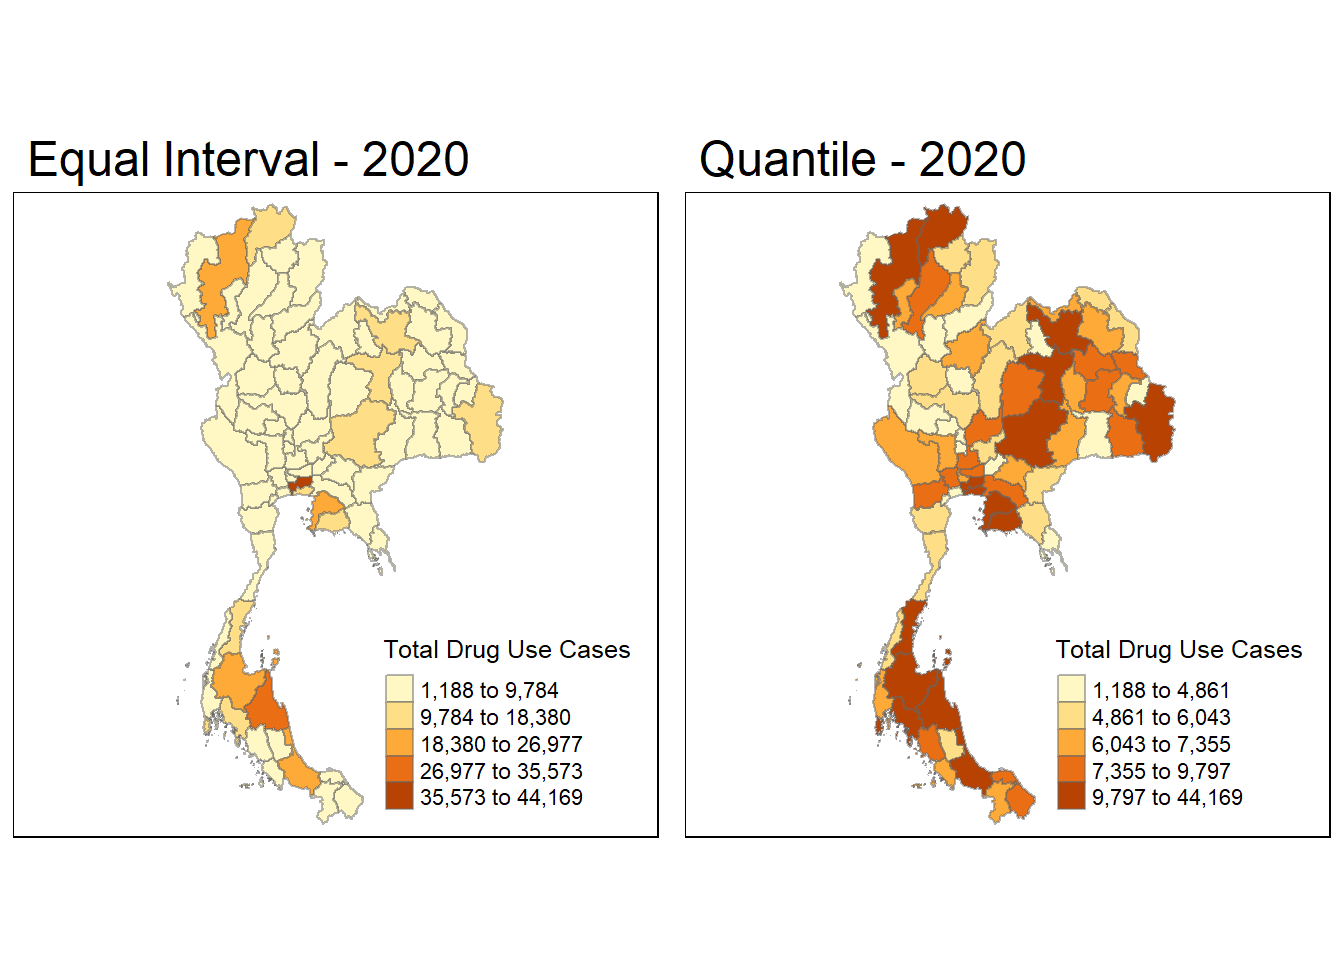 Equal Interval - 2020
Total Drug Use Cases
1,188 to 9,784
9,784 to 18,380
18,380 to 26,977
26,977 to 35,573
35,573 to 44,169
Quantile - 2020
Total Drug Use Cases
1,188 to 4,861
4,861 to 6,043
6,043 to 7,355
7,355 to 9,797
9,797 to 44,169